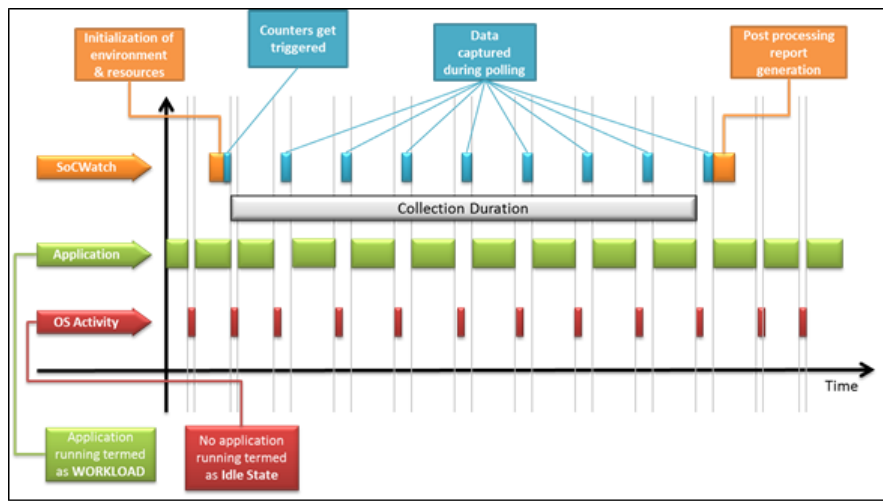 Initialization of
environment
& resources
Counters get
triggered
Data
captured
during polling
Post processing
report
generation
SoCWatch
Collection Duration
Application
OS Activity
Time
Application
running termed
as WORKLOAD
No application
running termed
as Idle State